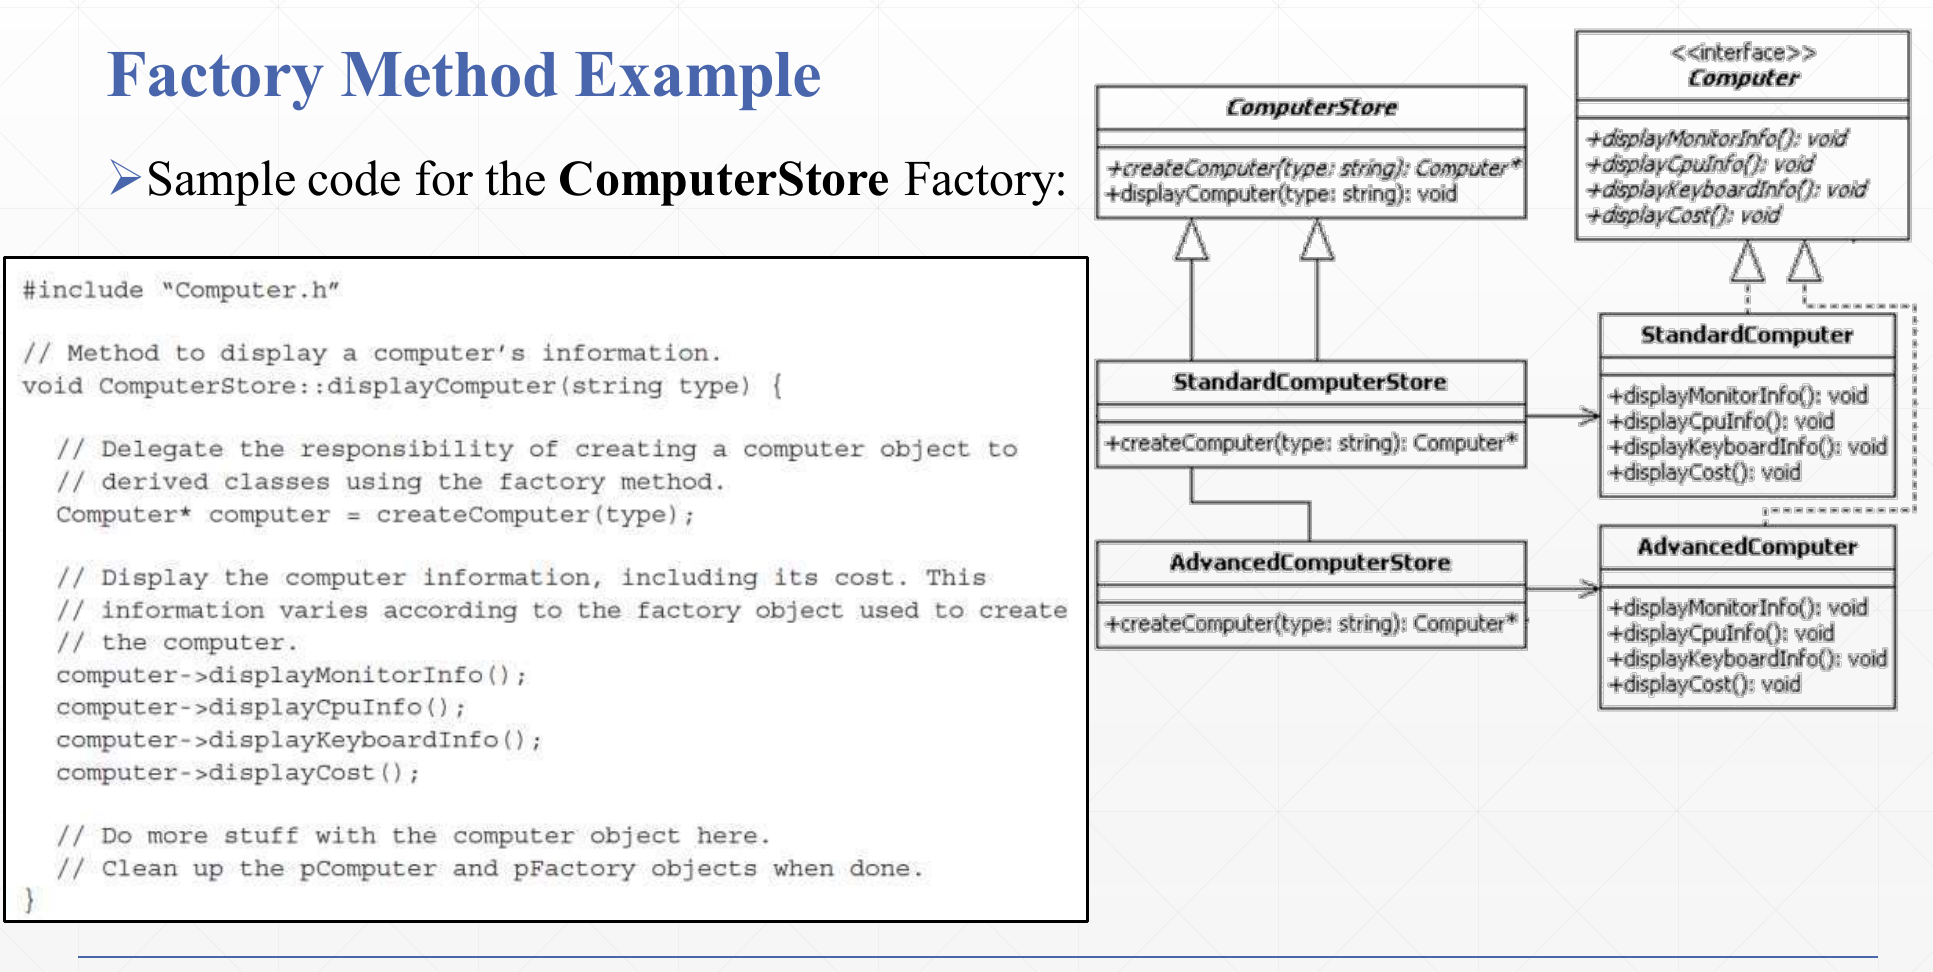 Factory Method Example
➢Sample code for the ComputerStore Factory:
#include “Computer.h”
// Method to display a computer’s information.
void ComputerStore::displayComputer(string type) {
// Delegate the responsibility of creating a computer object to
// derived classes using the factory method.
Computer* computer = createComputer(type);
// Display the computer information, including its cost. This
// information varies according to the factory object used to create
// the computer.
computer->displayMonitorInfo();
computer->displayCpuInfo();
computer->displayKeyboardInfo();
computer->displayCost();
// Do more stuff with the computer object here.
// Clean up the pComputer and pFactory objects when done.
}
ComputerStore
+createComputer(type: string): Computer*
+displayComputer(type: string): void
<<interface>>
Computer
+displayMonitorInfo(): void
+displayCpuInfo(): void
+displayKeyboardInfo(): void
+displayCost(): void
StandardComputerStore
+createComputer(type: string): Computer*
StandardComputer
+displayMonitorInfo(): void
+displayCpuInfo(): void
+displayKeyboardInfo(): void
+displayCost(): void
AdvancedComputerStore
+createComputer(type: string): Computer*
AdvancedComputer
+displayMonitorInfo(): void
+displayCpuInfo(): void
+displayKeyboardInfo(): void
+displayCost(): void